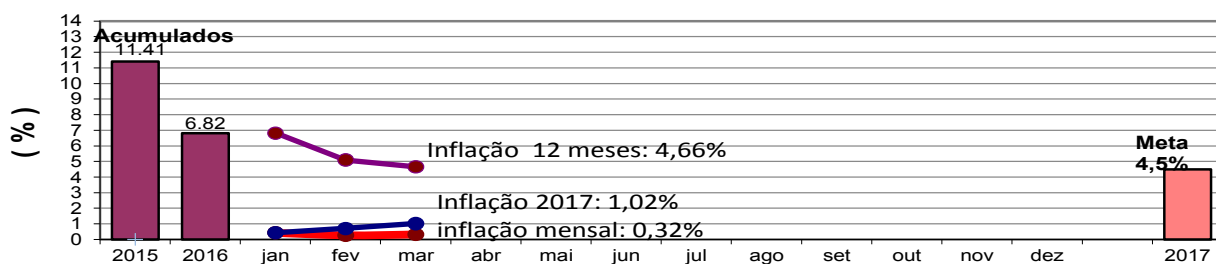 14
13
12
11
10
9
8
7
6
5
4
3
2
1
0
( % )
Acumulados
11.41
6.82
Inflação 12 meses: 4,66%
Inflação 2017: 1,02%
inflação mensal: 0,32%
Meta
4,5%
2015 2016 jan fev mar abr mai jun jul ago set out nov dez 2017